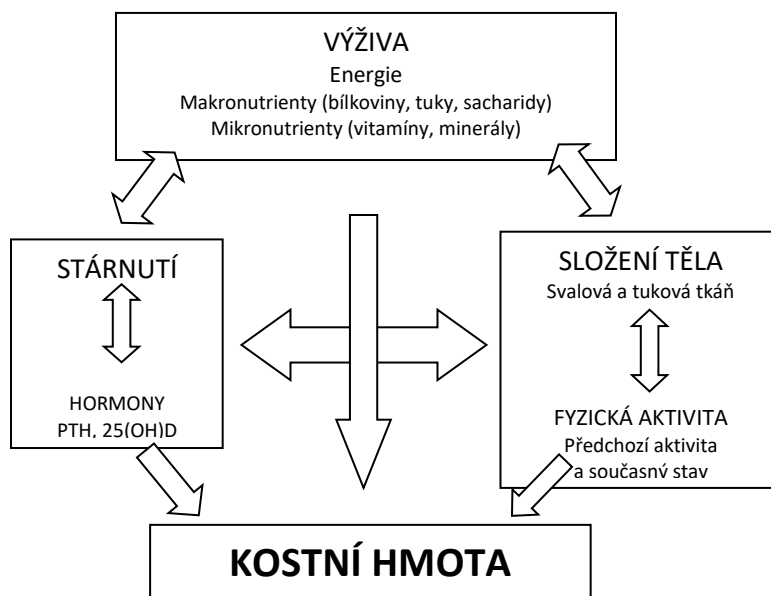 VÝŽIVA
Energie
Makronutrienty (bílkoviny, tuky, sacharidy)
Mikronutrienty (vitamíny, minerály)
STÁRNUTÍ
HORMONY
PTH, 25(OH)D
SLOŽENÍ TĚLA
Svalová a tuková tkáň
FYZICKÁ AKTIVITA
Předchozí aktivita
a současný stav
KOSTNÍ HMOTA